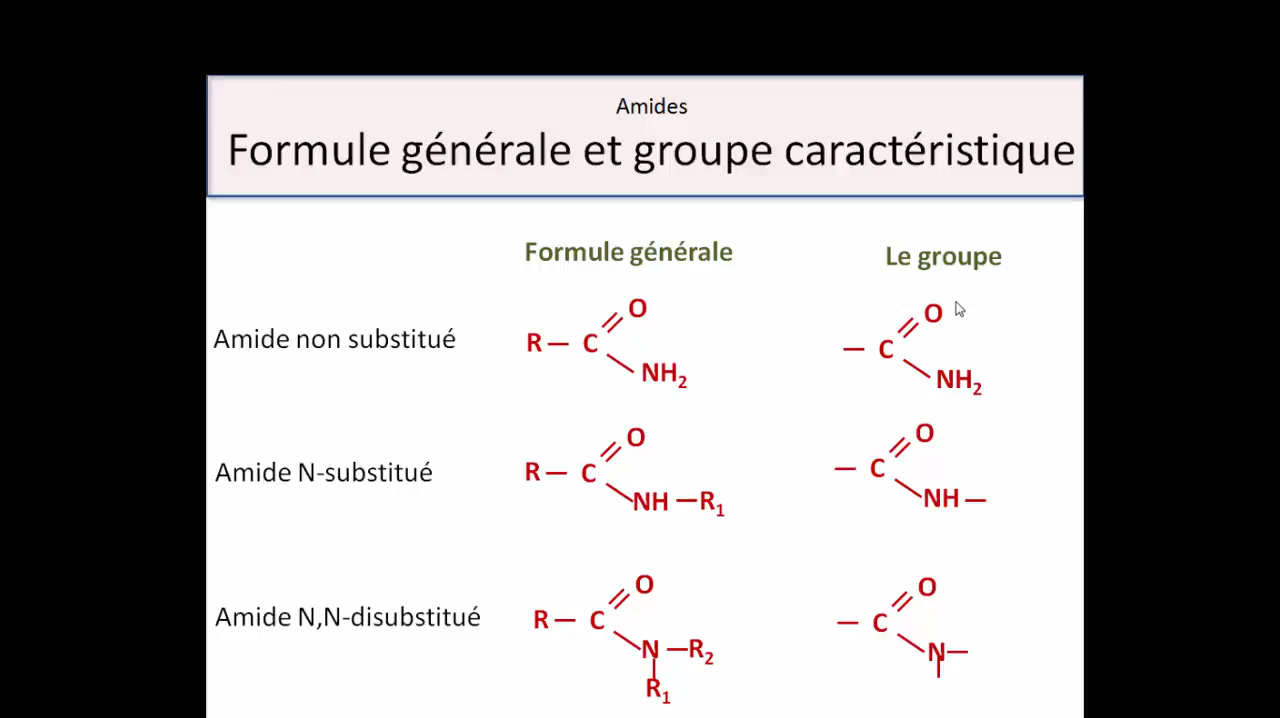 Amides
Formule générale et groupe caractéristique
Formule générale
Le groupe
Amide non substitué
R — C
O
NH₂
— C
O
NH₂
Amide N-substitué
R — C
O
NH — R₁
— C
O
NH —
Amide N,N-disubstitué
R — C
O
N — R₂
R₁
— C
O
N —